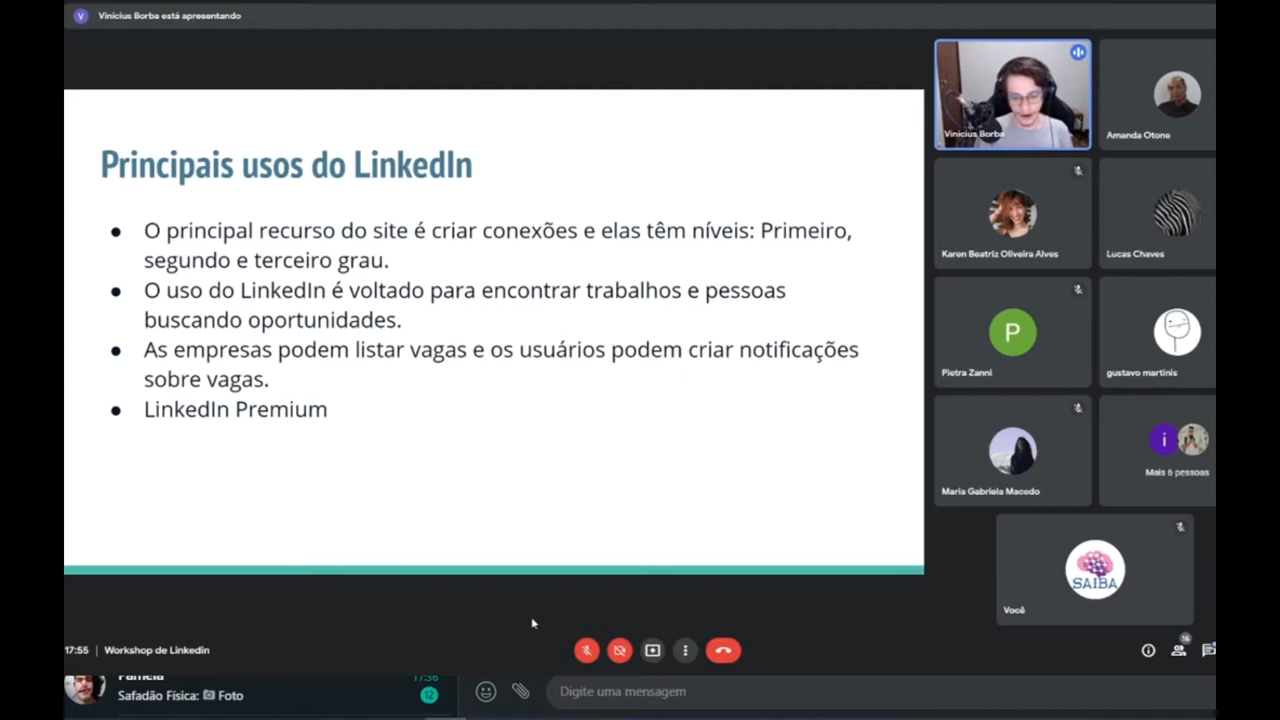 V Vinicius Borba está apresentando
Principais usos do LinkedIn
● O principal recurso do site é criar conexões e elas têm níveis: Primeiro,
segundo e terceiro grau.
● O uso do LinkedIn é voltado para encontrar trabalhos e pessoas
buscando oportunidades.
● As empresas podem listar vagas e os usuários podem criar notificações
sobre vagas.
● LinkedIn Premium
Vinicius Borba
Amanda Otone
Karen Beatriz Oliveira Alves
Lucas Chaves
P
Pietra Zanni
gustavo martinis
Maria Gabriela Macedo
i
Mais 6 pessoas
SAIBA
Você
17:55 | Workshop de Linkedin
16
Pamela
17:36
Safadão Física: Foto
12
Digite uma mensagem